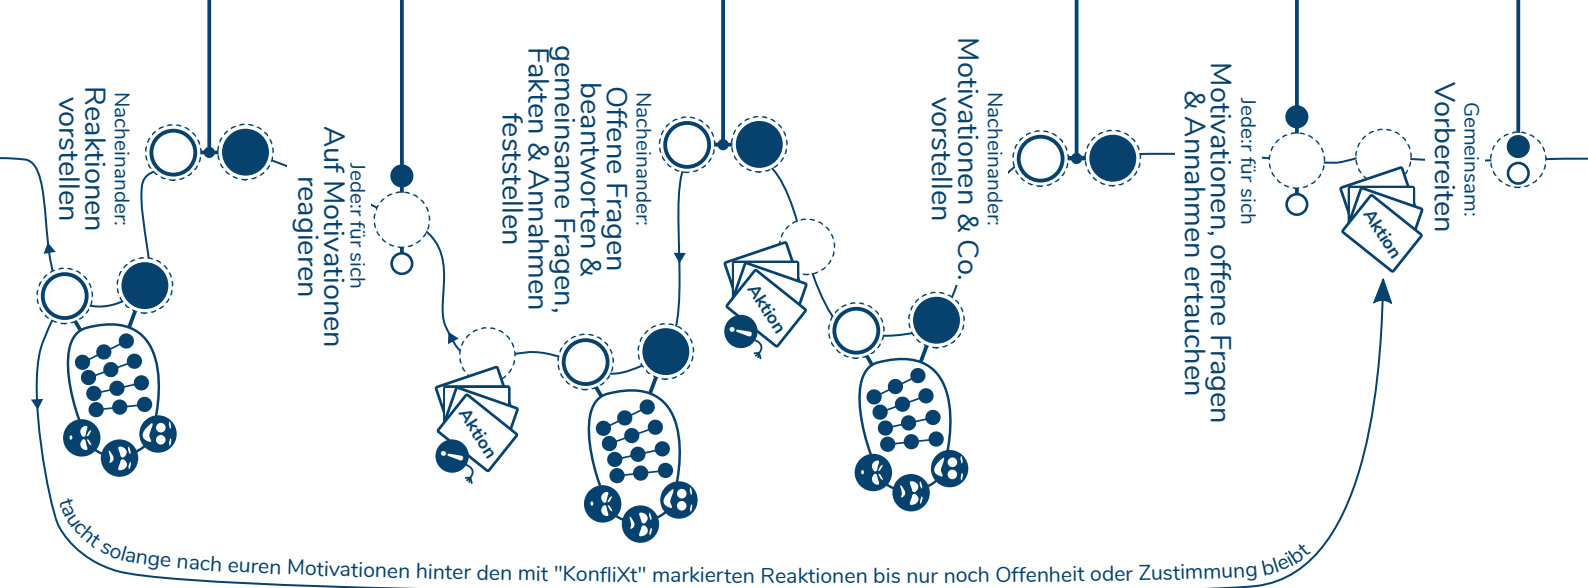 Gemeinsam:
Vorbereiten
Aktion
Jede:r für sich
Motivationen, offene Fragen
& Annahmen ertauchen
Nacheinander:
Motivationen & Co.
vorstellen
Aktion
Nacheinander:
Offene Fragen
beantworten &
gemeinsame Fragen,
Fakten & Annahmen
feststellen
Aktion
Jede:r für sich
Auf Motivationen
reagieren
Nacheinander:
Reaktionen
vorstellen
taucht solange nach euren Motivationen hinter den mit "KonfliXt" markierten Reaktionen bis nur noch Offenheit oder Zustimmung bleibt